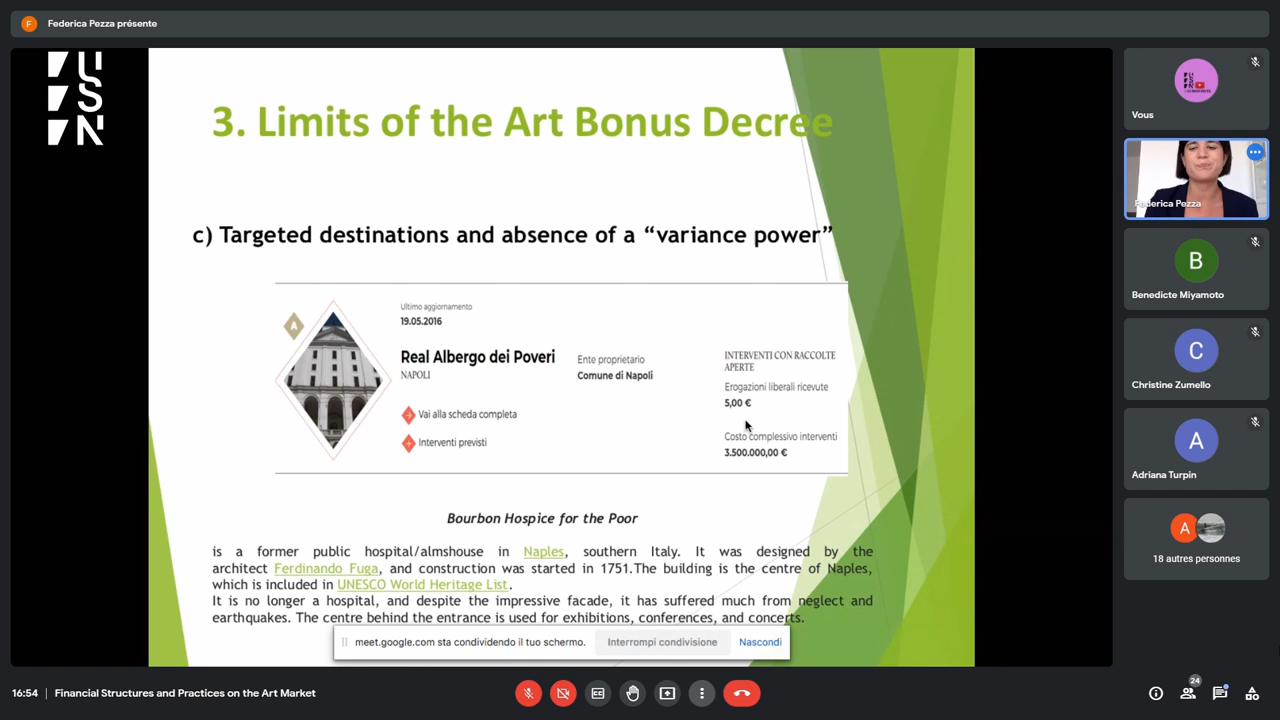 F
Federica Pezza présente
USN
3. Limits of the Art Bonus Decree
c) Targeted destinations and absence of a “variance power”
A
Ultimo aggiornamento
19.05.2016
Real Albergo dei Poveri
NAPOLI
Vai alla scheda completa
Interventi previsti
Ente proprietario
Comune di Napoli
INTERVENTI CON RACCOLTE
APERTE
Erogazioni liberali ricevute
5,00 €
Costo complessivo interventi
3.500.000,00 €
Bourbon Hospice for the Poor
is a former public hospital/almshouse in Naples, southern Italy. It was designed by the
architect Ferdinando Fuga, and construction was started in 1751.The building is the centre of Naples,
which is included in UNESCO World Heritage List.
It is no longer a hospital, and despite the impressive facade, it has suffered much from neglect and
earthquakes. The centre behind the entrance is used for exhibitions, conferences, and concerts.
meet.google.com sta condividendo il tuo schermo.
Interrompi condivisione
Nascondi
Vous
Federica Pezza
B
Benedicte Miyamoto
C
Christine Zumello
A
Adriana Turpin
A
18 autres personnes
16:54 | Financial Structures and Practices on the Art Market
24